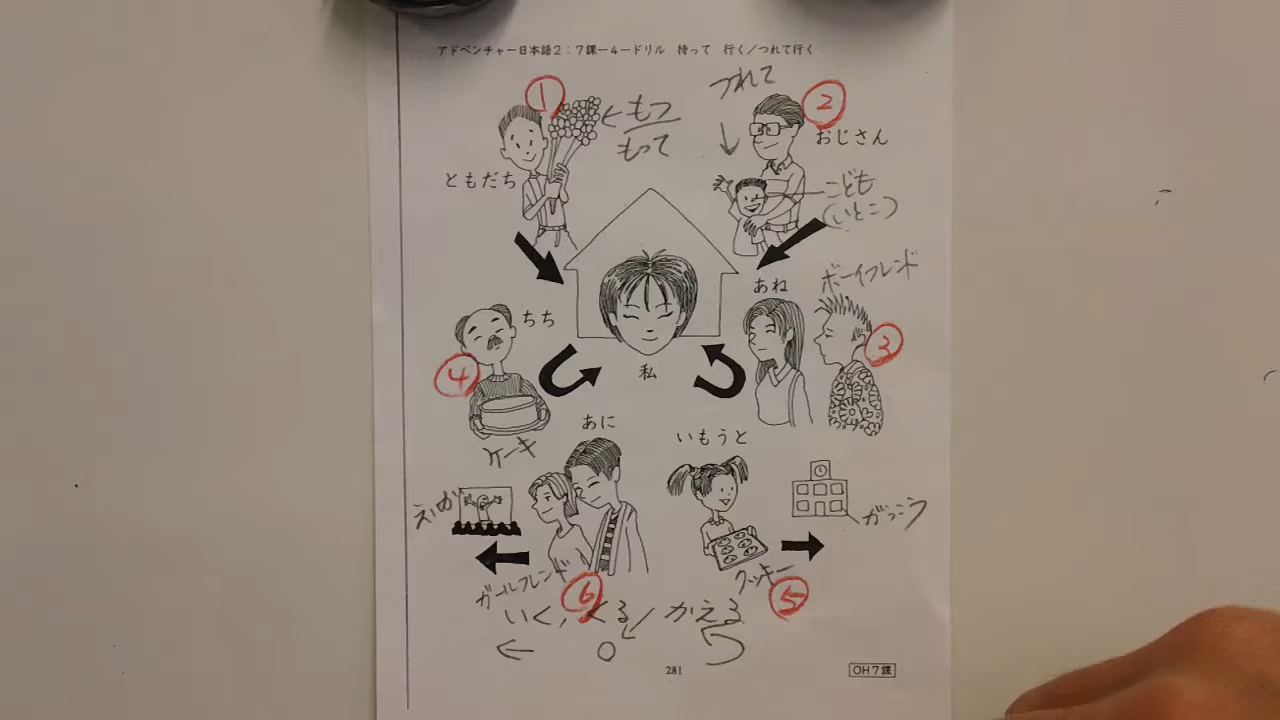 アドベンチャー日本語2：7課ー4ードリル 持って 行く／つれて行く
①
もつ
もって
ともだち
つれて
②
おじさん
こども
(いとこ)
ボーイフレンド
あね
③
ちち
④
ケーキ
私
あに
えいが
ガールフレンド
⑥
いもうと
がっこう
クッキー
⑤
いく, くる/ かえる
281
OH7課